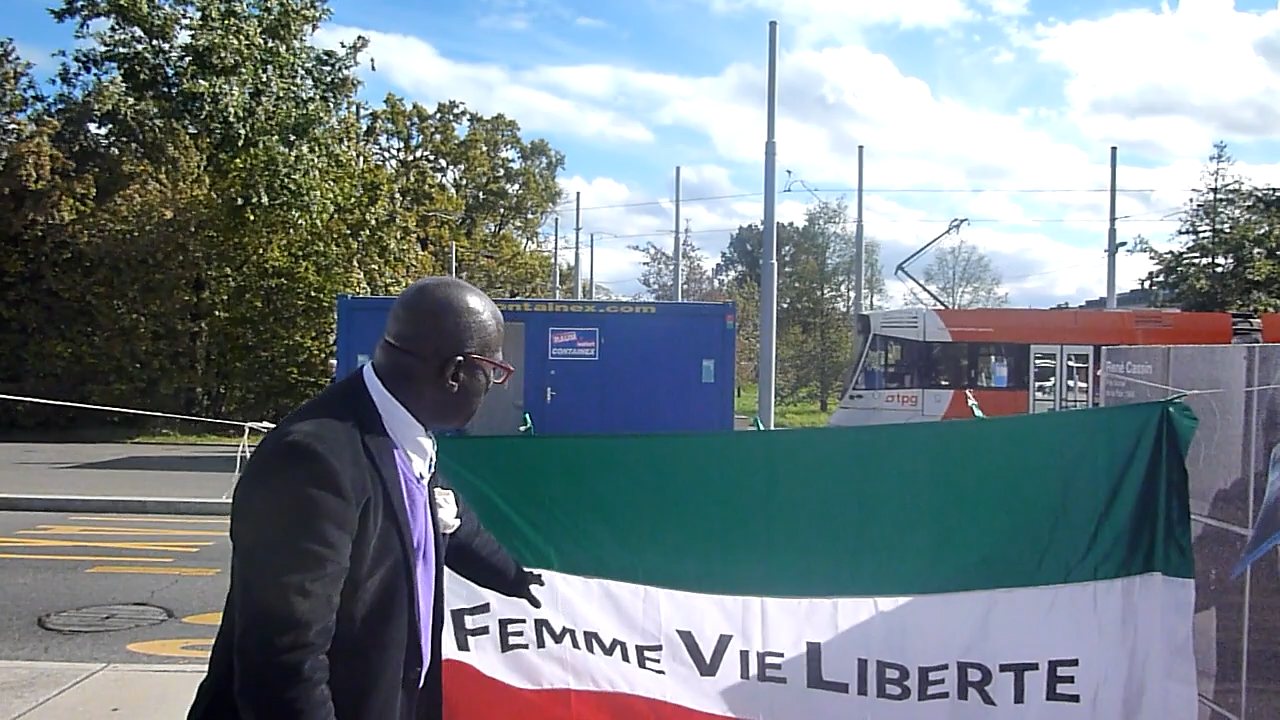 ntainex.com
CONTAINEX
tpg
René Cassin
FEMME VIE LIBERTE